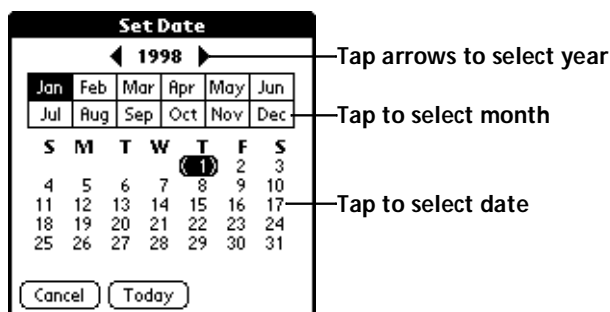 Set Date
1998
Tap arrows to select year
Jan Feb Mar Apr May Jun
Jul Aug Sep Oct Nov Dec
Tap to select month
S M T W T F S
1 2 3
4 5 6 7 8 9 10
11 12 13 14 15 16 17
Tap to select date
18 19 20 21 22 23 24
25 26 27 28 29 30 31
Cancel Today